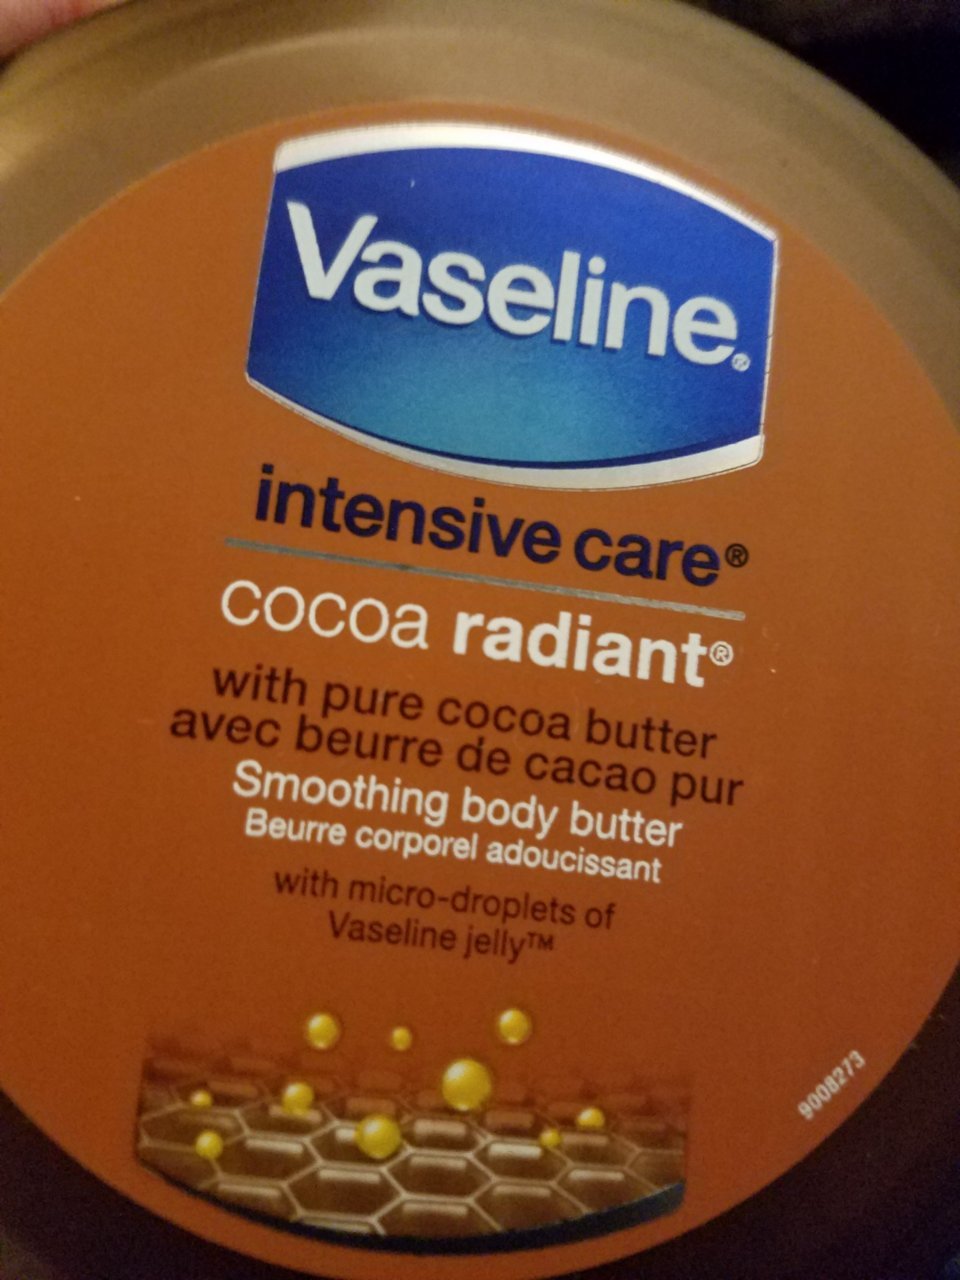 Vaseline®
intensive care®
cocoa radiant®
with pure cocoa butter
avec beurre de cacao pur
Smoothing body butter
Beurre corporel adoucissant
with micro-droplets of
Vaseline jelly™
9008273